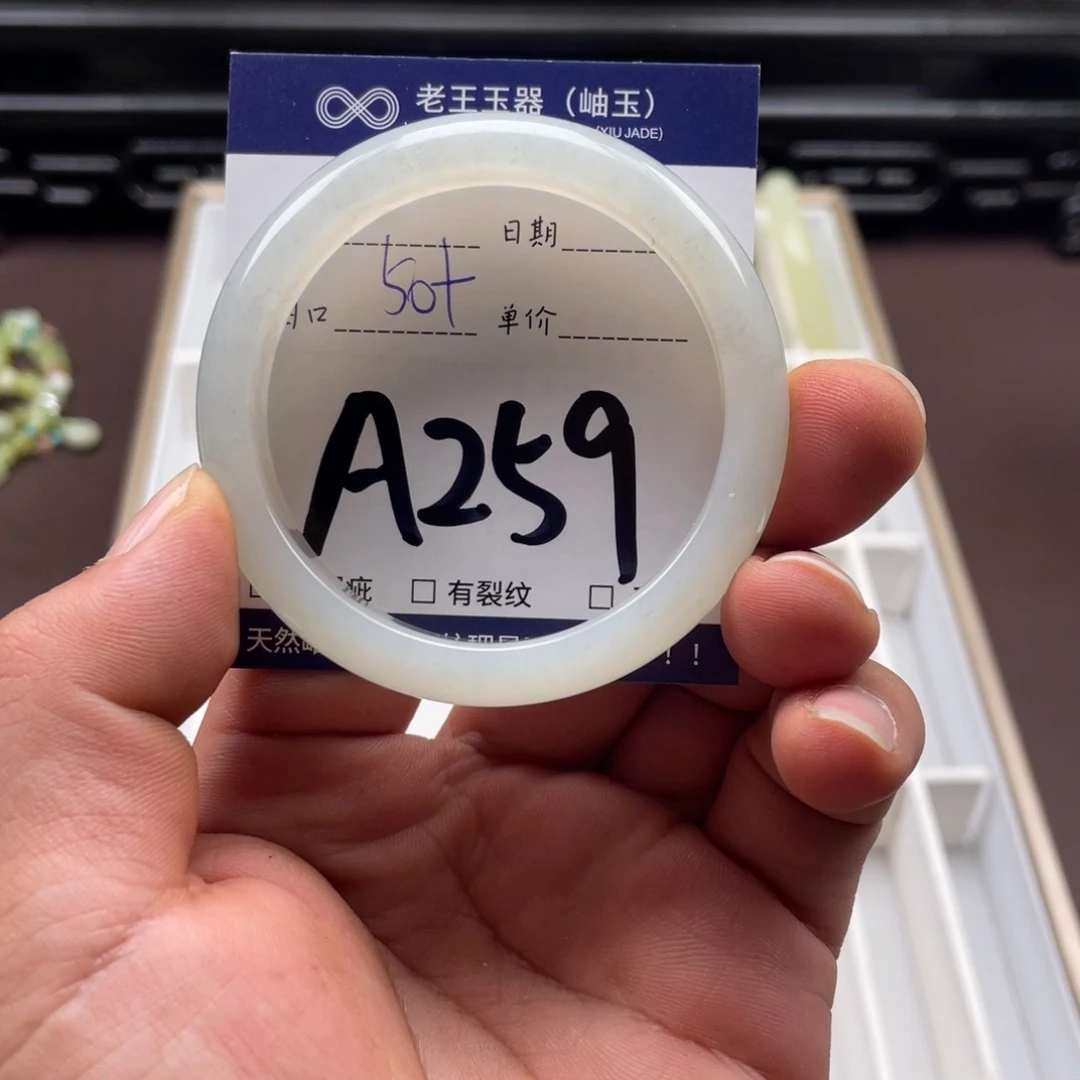 老王玉器（岫玉）
(XIU JADE)
日期
50+
口 单价
A259
疵 □ 有裂纹 □
天然 ！！